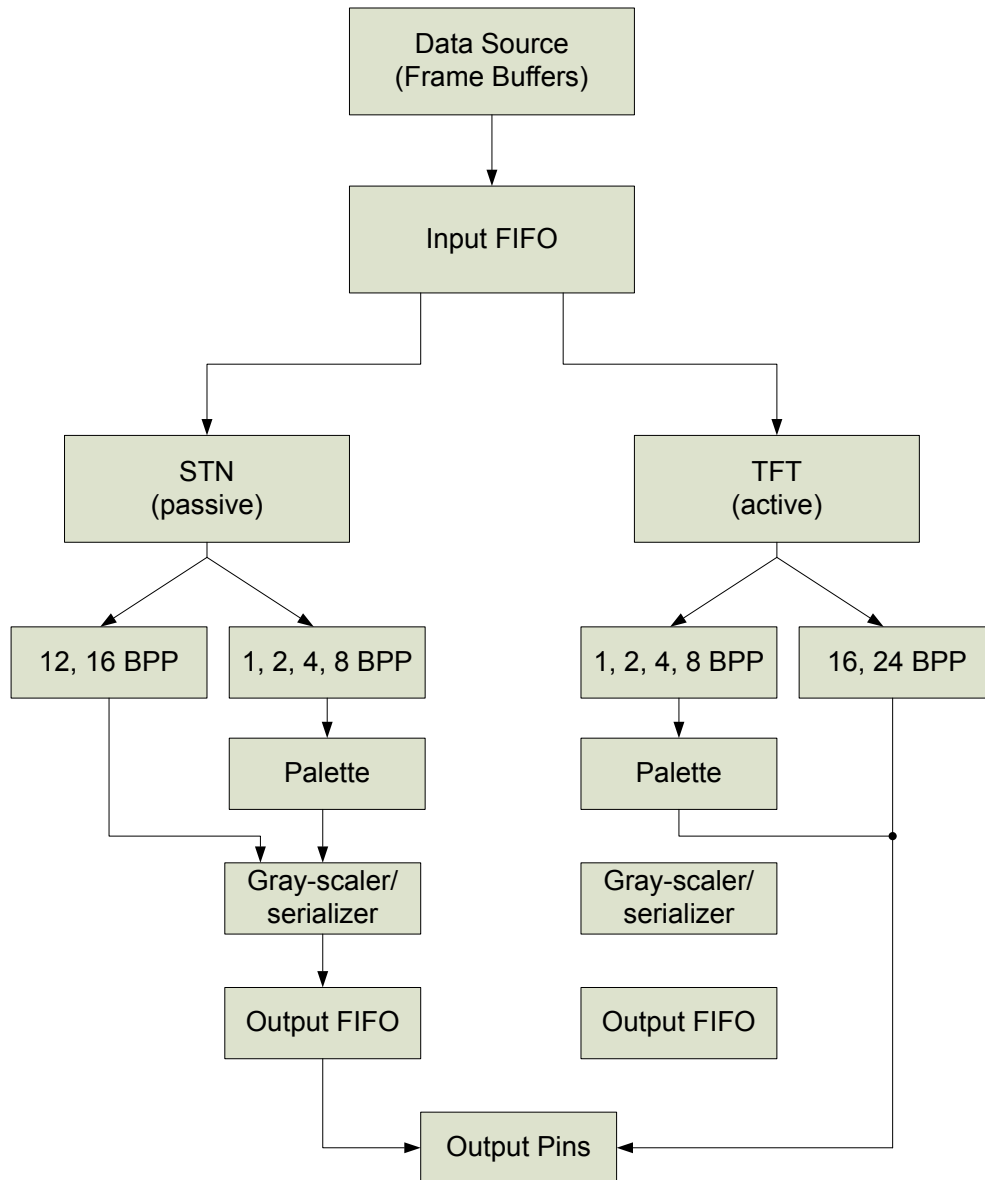 Data Source
(Frame Buffers)
Input FIFO
STN
(passive)
TFT
(active)
12, 16 BPP
1, 2, 4, 8 BPP
1, 2, 4, 8 BPP
16, 24 BPP
Palette
Palette
Gray-scaler/
serializer
Gray-scaler/
serializer
Output FIFO
Output FIFO
Output Pins